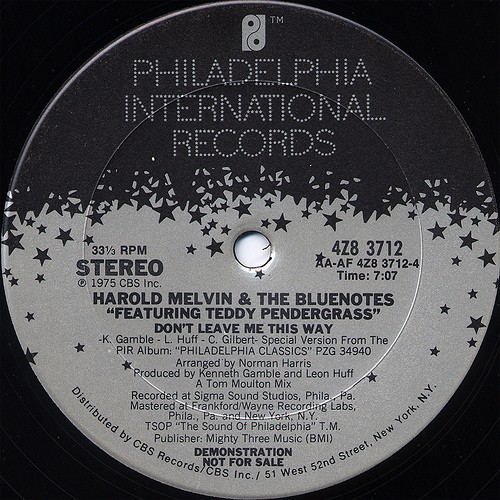 TM
PHILADELPHIA
INTERNATIONAL
RECORDS
33⅓ RPM
STEREO
℗ 1975 CBS Inc.
4Z8 3712
AA-AF 4Z8 3712-4
Time: 7:07
HAROLD MELVIN & THE BLUENOTES
"FEATURING TEDDY PENDERGRASS"
DON'T LEAVE ME THIS WAY
-K. Gamble - L. Huff - C. Gilbert- Special Version From The
PIR Album: "PHILADELPHIA CLASSICS" PZG 34940
Arranged by Norman Harris
Produced by Kenneth Gamble and Leon Huff
A Tom Moulton Mix
Recorded at Sigma Sound Studios, Phila., Pa.
Mastered at Frankford/Wayne Recording Labs,
Phila., Pa. and New York, N.Y.
TSOP "The Sound Of Philadelphia" T.M.
Publisher: Mighty Three Music (BMI)
DEMONSTRATION
NOT FOR SALE
Distributed by CBS Records/CBS Inc./ 51 West 52nd Street, New York, N.Y.